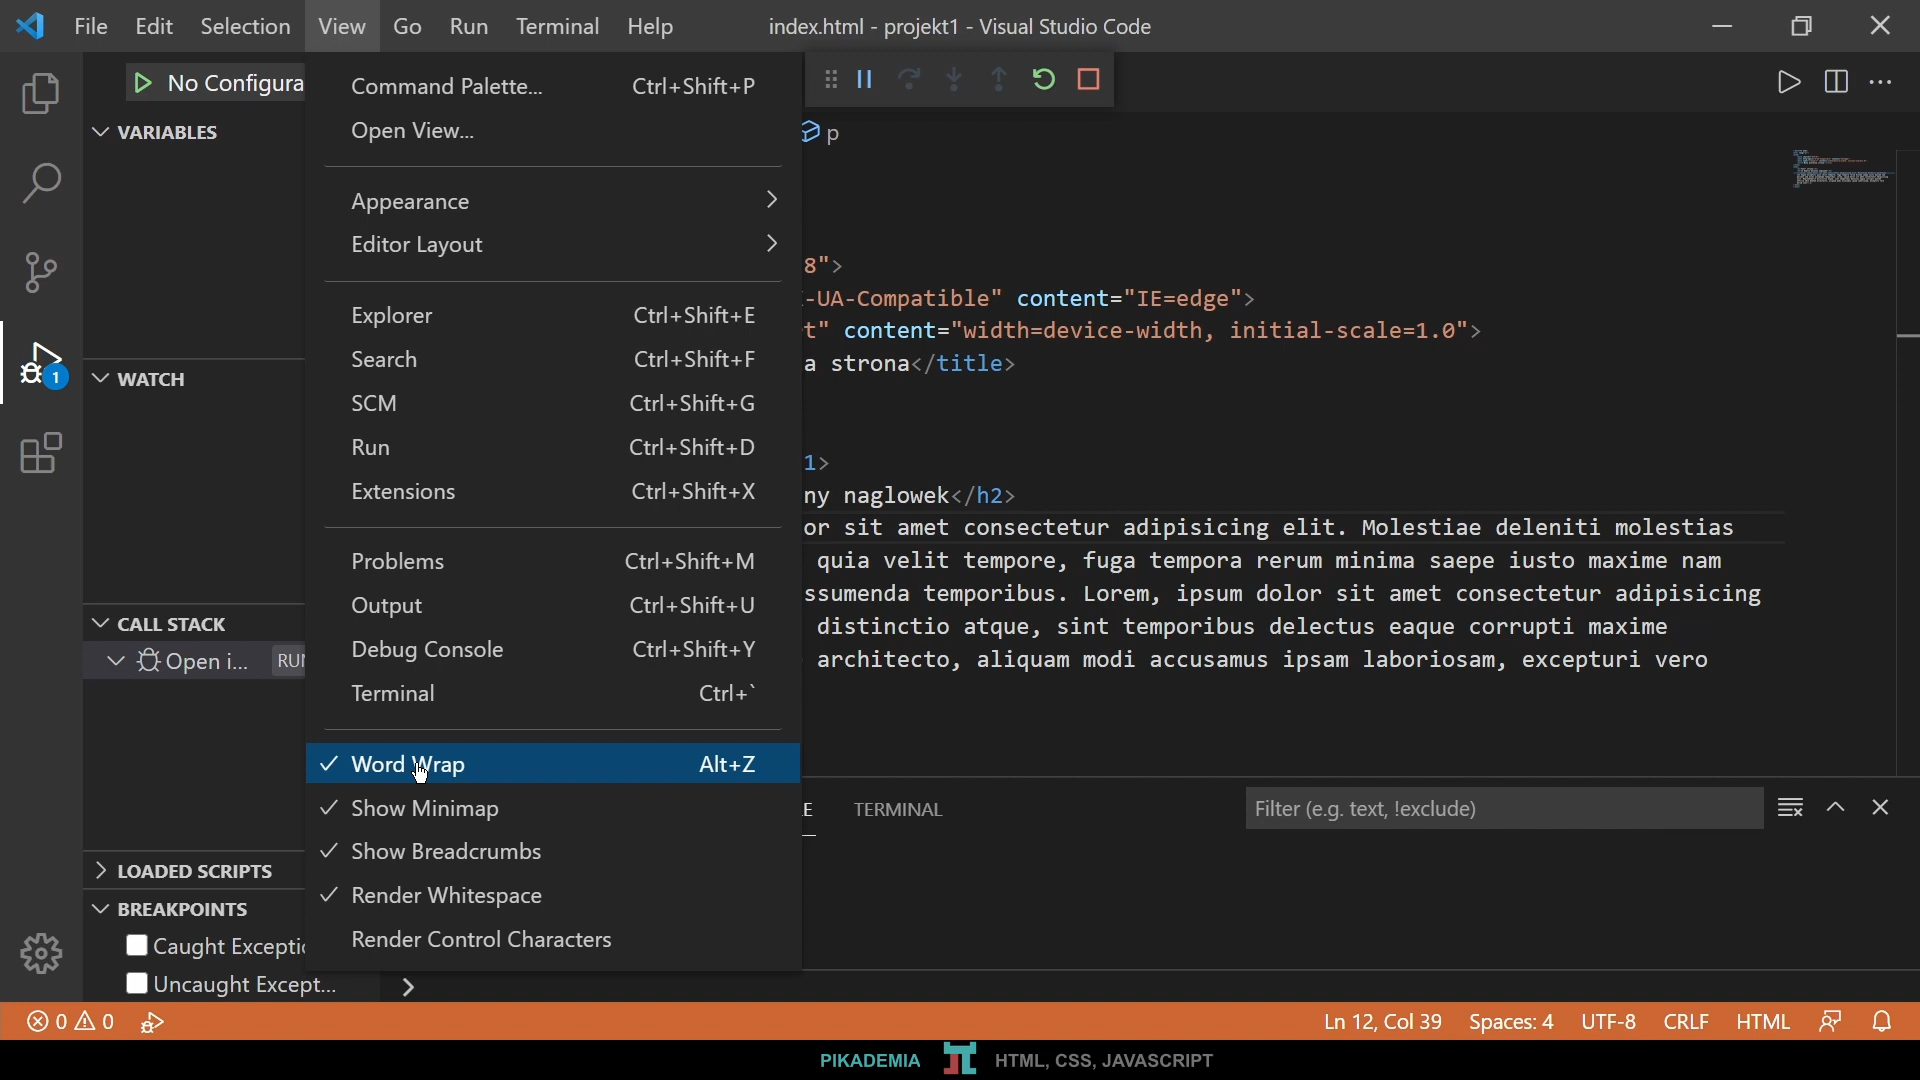 File Edit Selection View Go Run Terminal Help index.html - projekt1 - Visual Studio Code
No Configura
VARIABLES
WATCH
CALL STACK
Open i... RUN
LOADED SCRIPTS
BREAKPOINTS
Caught Exceptio
Uncaught Except...
Command Palette... Ctrl+Shift+P
Open View...
Appearance
Editor Layout
Explorer Ctrl+Shift+E
Search Ctrl+Shift+F
SCM Ctrl+Shift+G
Run Ctrl+Shift+D
Extensions Ctrl+Shift+X
Problems Ctrl+Shift+M
Output Ctrl+Shift+U
Debug Console Ctrl+Shift+Y
Terminal Ctrl+`
Word Wrap Alt+Z
Show Minimap
Show Breadcrumbs
Render Whitespace
Render Control Characters
p
8">
-UA-Compatible" content="IE=edge">
t" content="width=device-width, initial-scale=1.0">
a strona</title>
1>
ny naglowek</h2>
or sit amet consectetur adipisicing elit. Molestiae deleniti molestias
quia velit tempore, fuga tempora rerum minima saepe iusto maxime nam
ssumenda temporibus. Lorem, ipsum dolor sit amet consectetur adipisicing
distinctio atque, sint temporibus delectus eaque corrupti maxime
architecto, aliquam modi accusamus ipsam laboriosam, excepturi vero
E TERMINAL Filter (e.g. text, !exclude)
1
0 0 Ln 12, Col 39 Spaces: 4 UTF-8 CRLF HTML
PIKADEMIA HTML, CSS, JAVASCRIPT